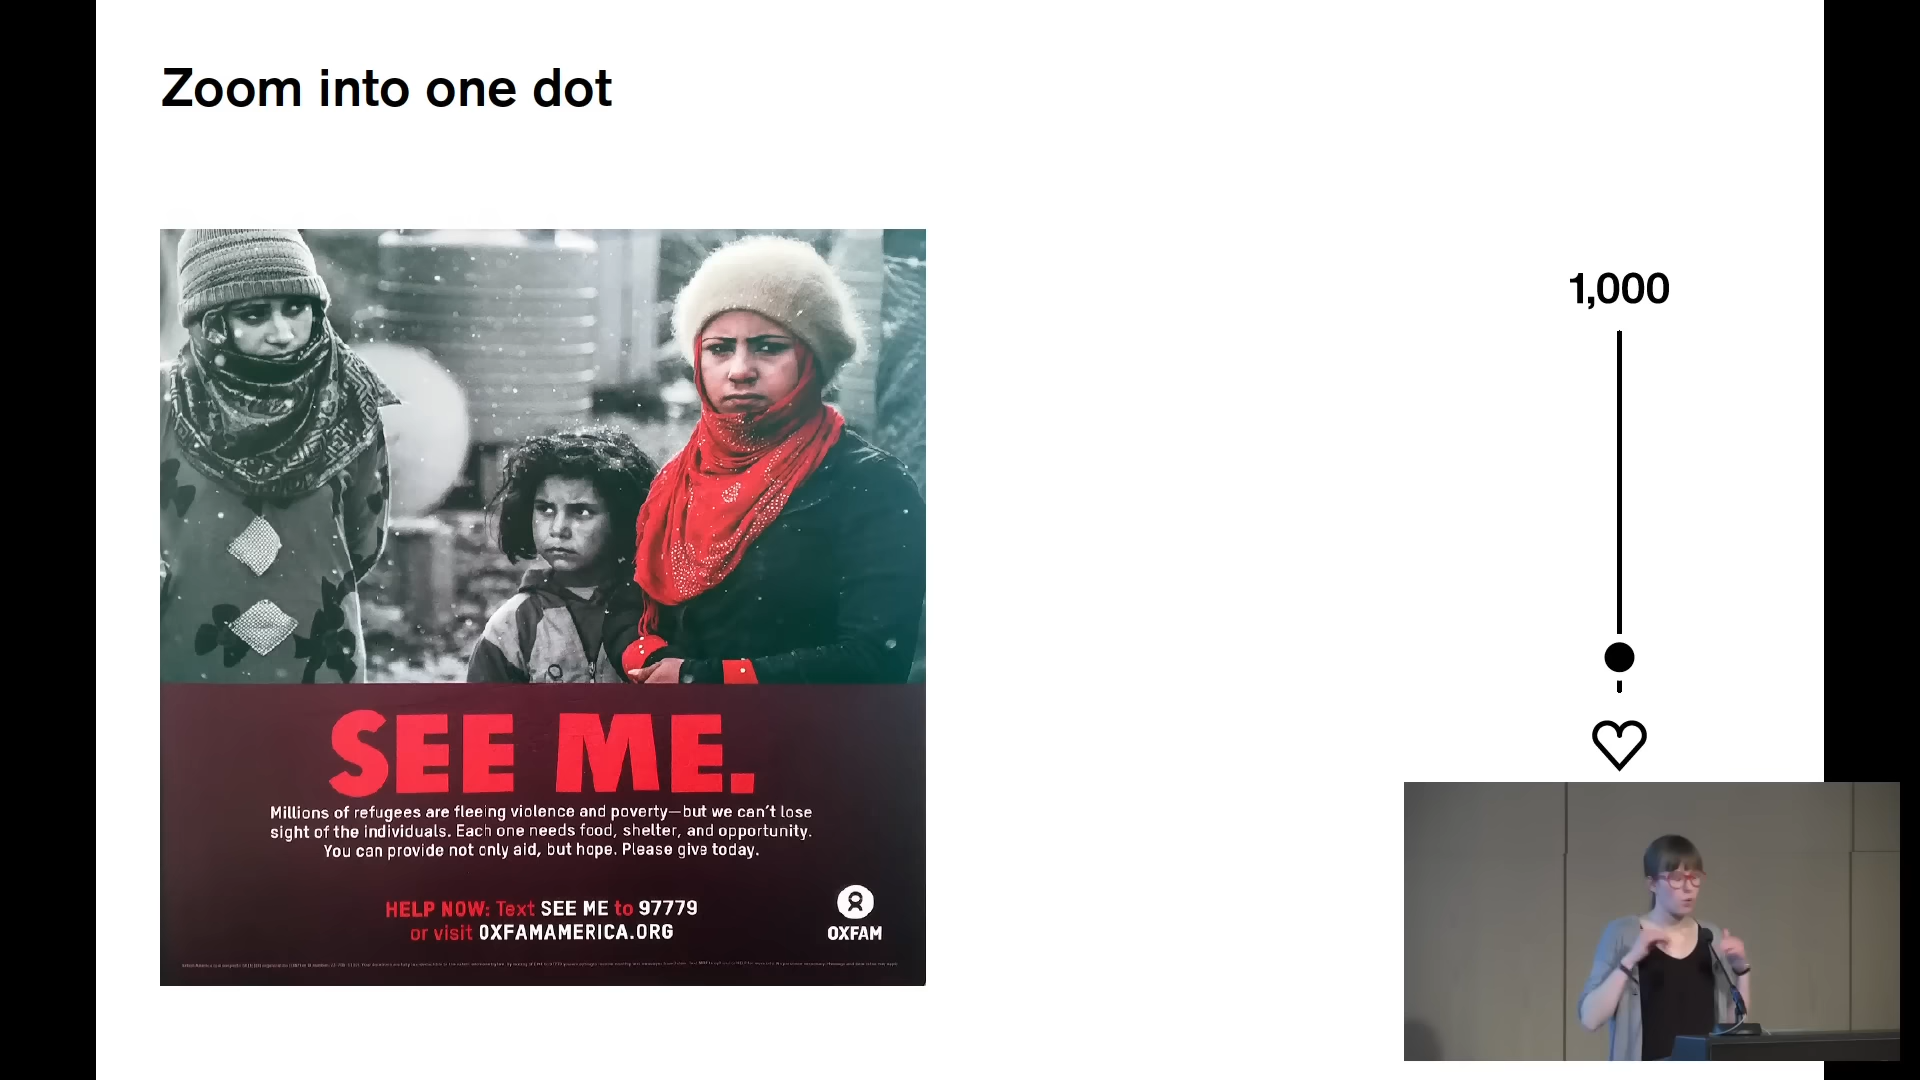 Zoom into one dot
1,000
SEE ME.
Millions of refugees are fleeing violence and poverty—but we can't lose
sight of the individuals. Each one needs food, shelter, and opportunity.
You can provide not only aid, but hope. Please give today.
HELP NOW: Text SEE ME to 97779
or visit OXFAMAMERICA.ORG
OXFAM